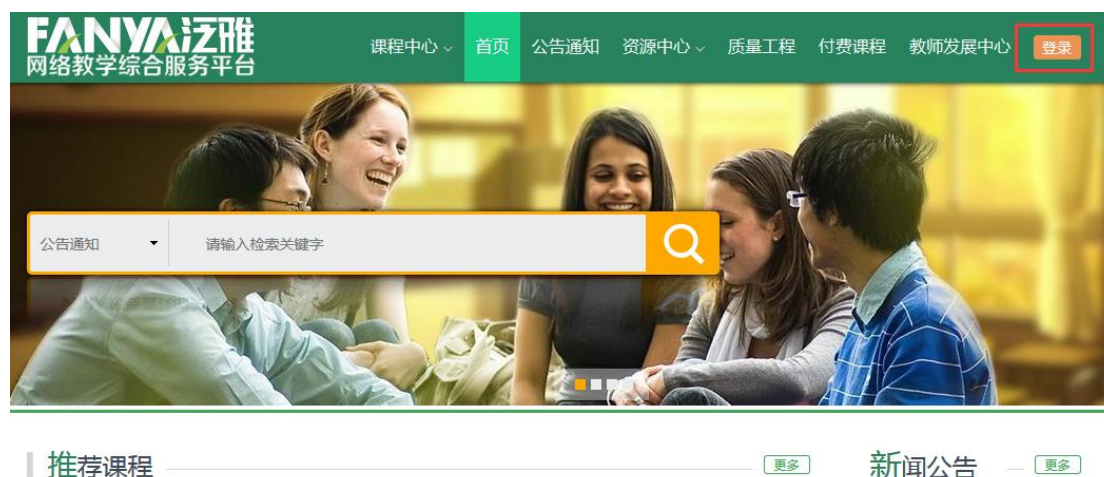 FANYA泛雅
网络教学综合服务平台
课程中心 首页 公告通知 资源中心 质量工程 付费课程 教师发展中心 登录
公告通知 请输入检索关键字
推荐课程 更多 新闻公告 更多